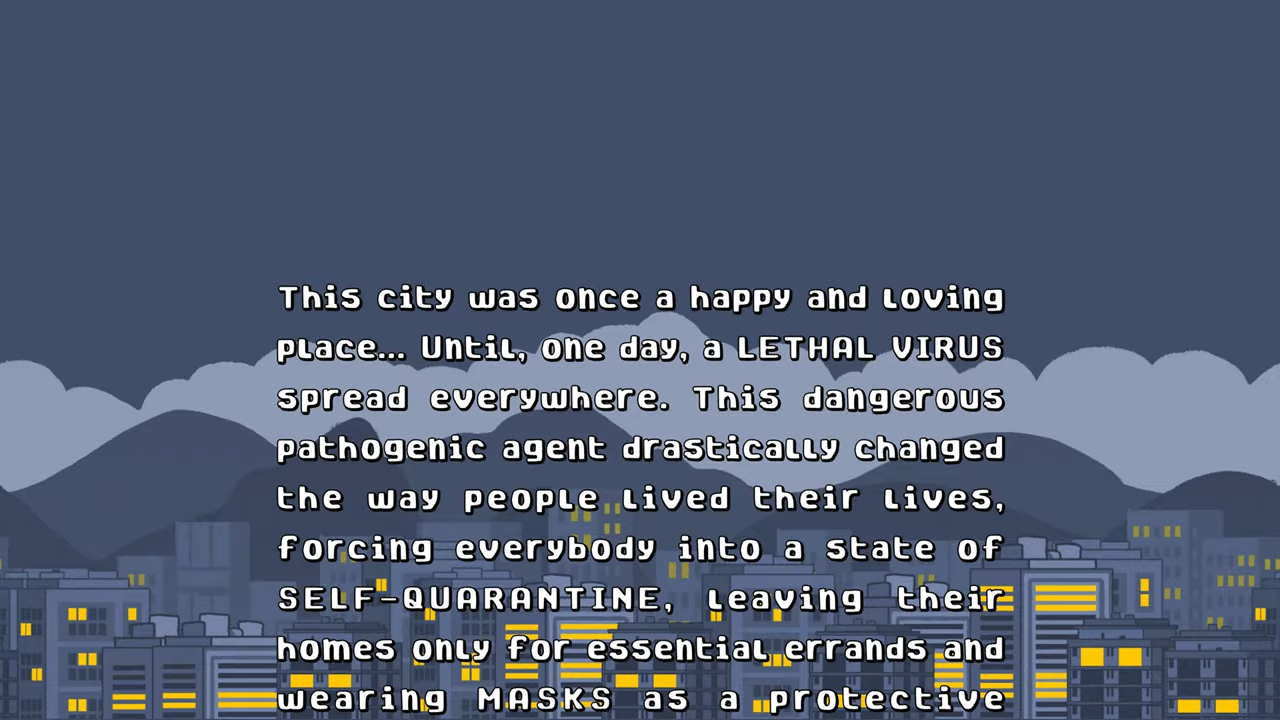 This city was once a happy and loving
place... Until, one day, a LETHAL VIRUS
spread everywhere. This dangerous
pathogenic agent drastically changed
the way people lived their lives,
forcing everybody into a state of
SELF-QUARANTINE, leaving their
homes only for essential errands and
wearing MASKS as a protective